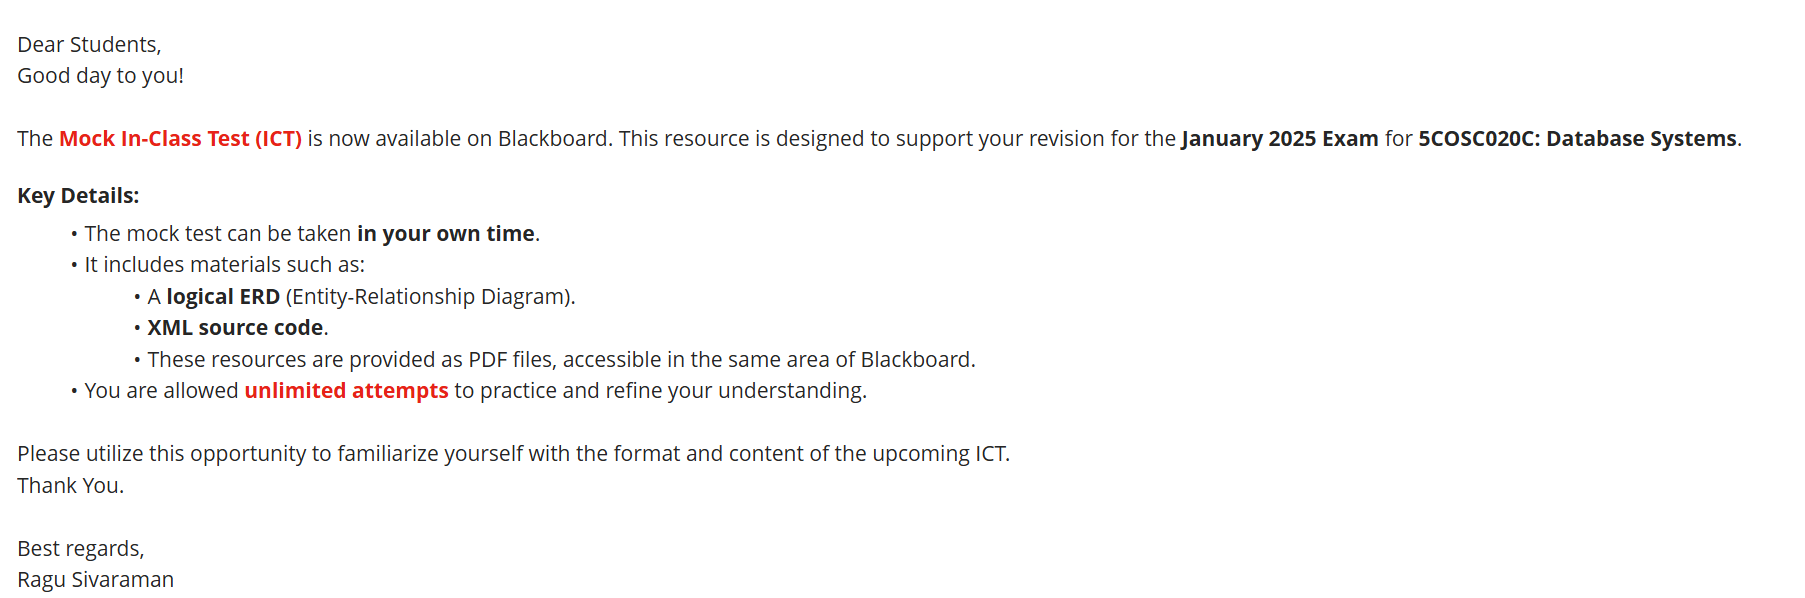 Dear Students,
Good day to you!
The Mock In-Class Test (ICT) is now available on Blackboard. This resource is designed to support your revision for the January 2025 Exam for 5COSC020C: Database Systems.
Key Details:
• The mock test can be taken in your own time.
• It includes materials such as:
• A logical ERD (Entity-Relationship Diagram).
• XML source code.
• These resources are provided as PDF files, accessible in the same area of Blackboard.
• You are allowed unlimited attempts to practice and refine your understanding.
Please utilize this opportunity to familiarize yourself with the format and content of the upcoming ICT.
Thank You.
Best regards,
Ragu Sivaraman